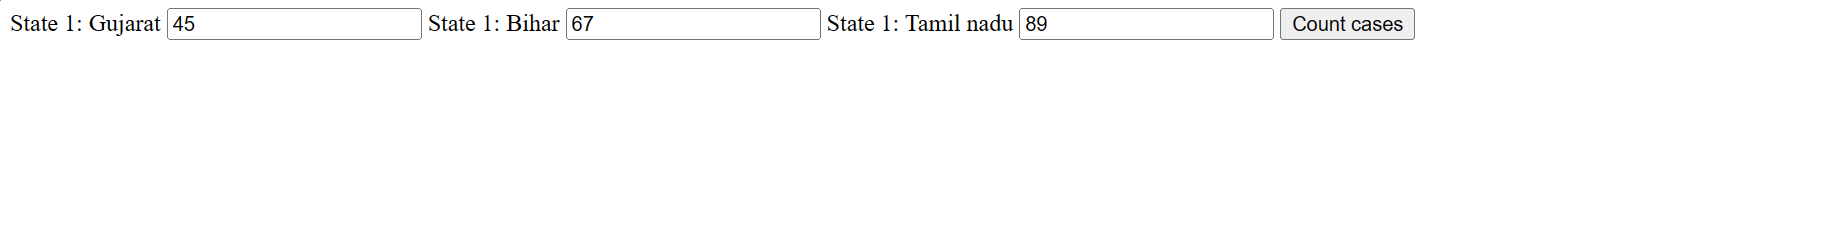 State 1: Gujarat 45 State 1: Bihar 67 State 1: Tamil nadu 89 Count cases